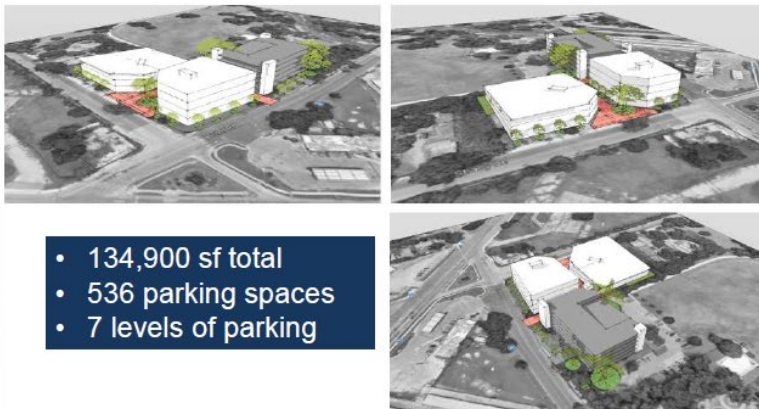 • 134,900 sf total
• 536 parking spaces
• 7 levels of parking